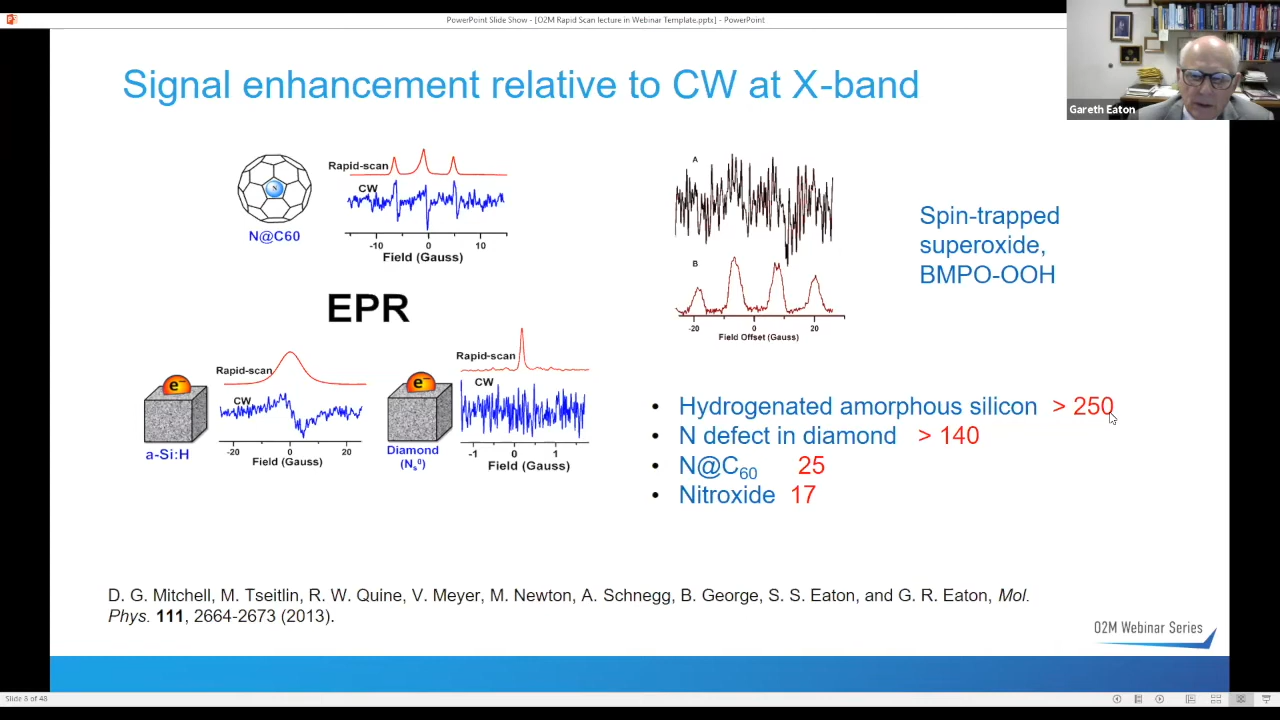 PowerPoint Slide Show - [O2M Rapid Scan lecture in Webinar Template.pptx] - PowerPoint
Gareth Eaton
Signal enhancement relative to CW at X-band
N
N@C60
Rapid-scan
CW
-10 0 10
Field (Gauss)
A
B
-20 0 20
Field Offset (Gauss)
Spin-trapped
superoxide,
BMPO-OOH
EPR
e⁻
a-Si:H
Rapid-scan
CW
-20 0 20
Field (Gauss)
e⁻
Diamond
(Nₛ⁰)
Rapid-scan
CW
-1 0 1
Field (Gauss)
• Hydrogenated amorphous silicon > 250
• N defect in diamond > 140
• N@C₆₀ 25
• Nitroxide 17
D. G. Mitchell, M. Tseitlin, R. W. Quine, V. Meyer, M. Newton, A. Schnegg, B. George, S. S. Eaton, and G. R. Eaton, Mol.
Phys. 111, 2664-2673 (2013).
O2M Webinar Series
Slide 8 of 48